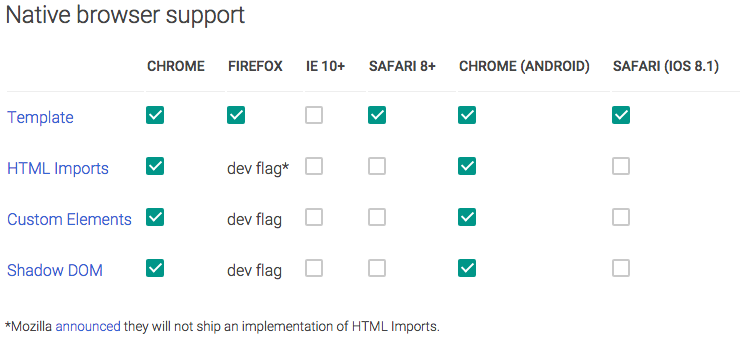 Native browser support
CHROME FIREFOX IE 10+ SAFARI 8+ CHROME (ANDROID) SAFARI (IOS 8.1)
Template
HTML Imports dev flag*
Custom Elements dev flag
Shadow DOM dev flag
*Mozilla announced they will not ship an implementation of HTML Imports.